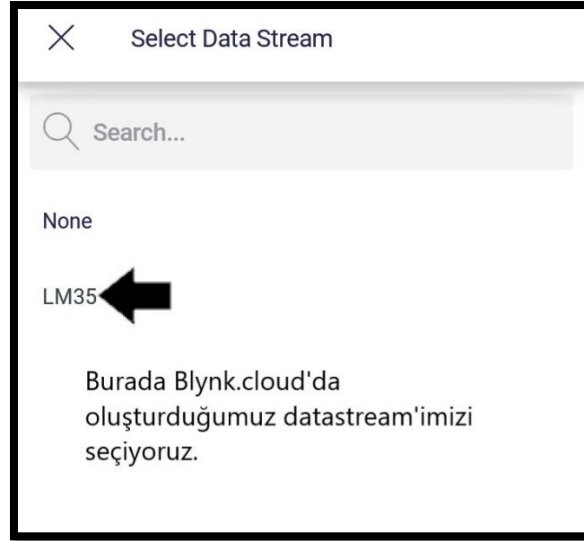 Select Data Stream
Search...
None
LM35
Burada Blynk.cloud'da
oluşturduğumuz datastream'imizi
seçiyoruz.